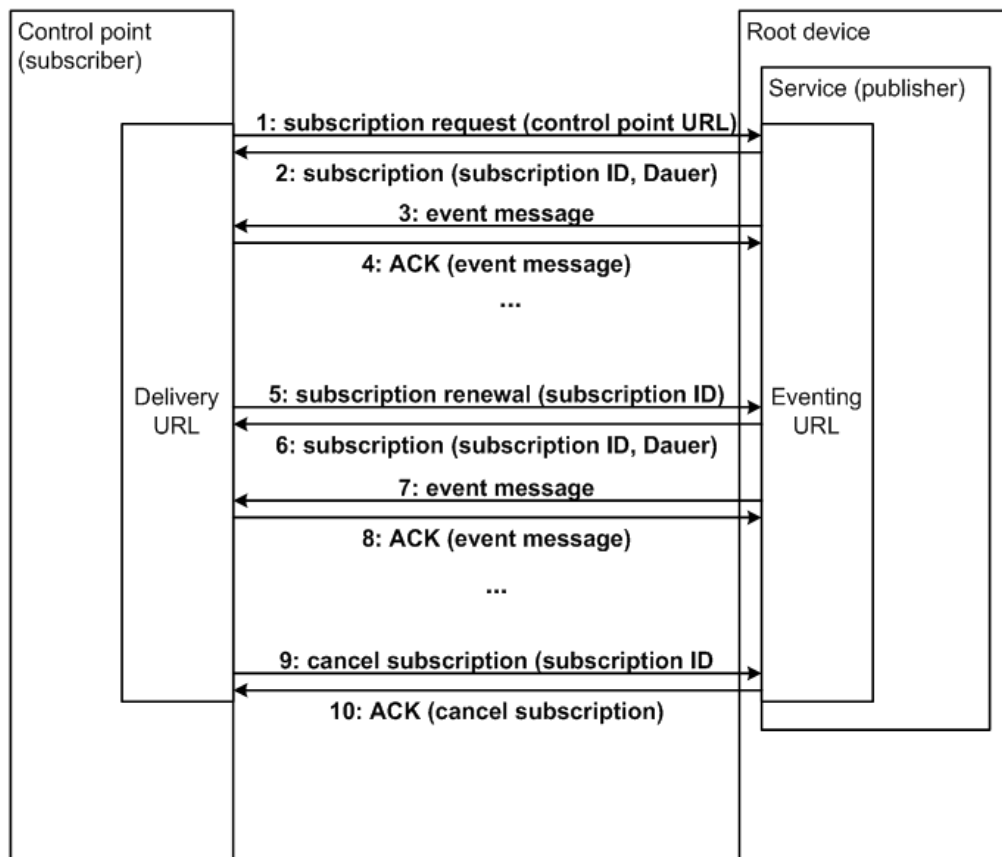 Control point
(subscriber)
Root device
Service (publisher)
1: subscription request (control point URL)
2: subscription (subscription ID, Dauer)
3: event message
4: ACK (event message)
...
Delivery
URL
Eventing
URL
5: subscription renewal (subscription ID)
6: subscription (subscription ID, Dauer)
7: event message
8: ACK (event message)
...
9: cancel subscription (subscription ID
10: ACK (cancel subscription)